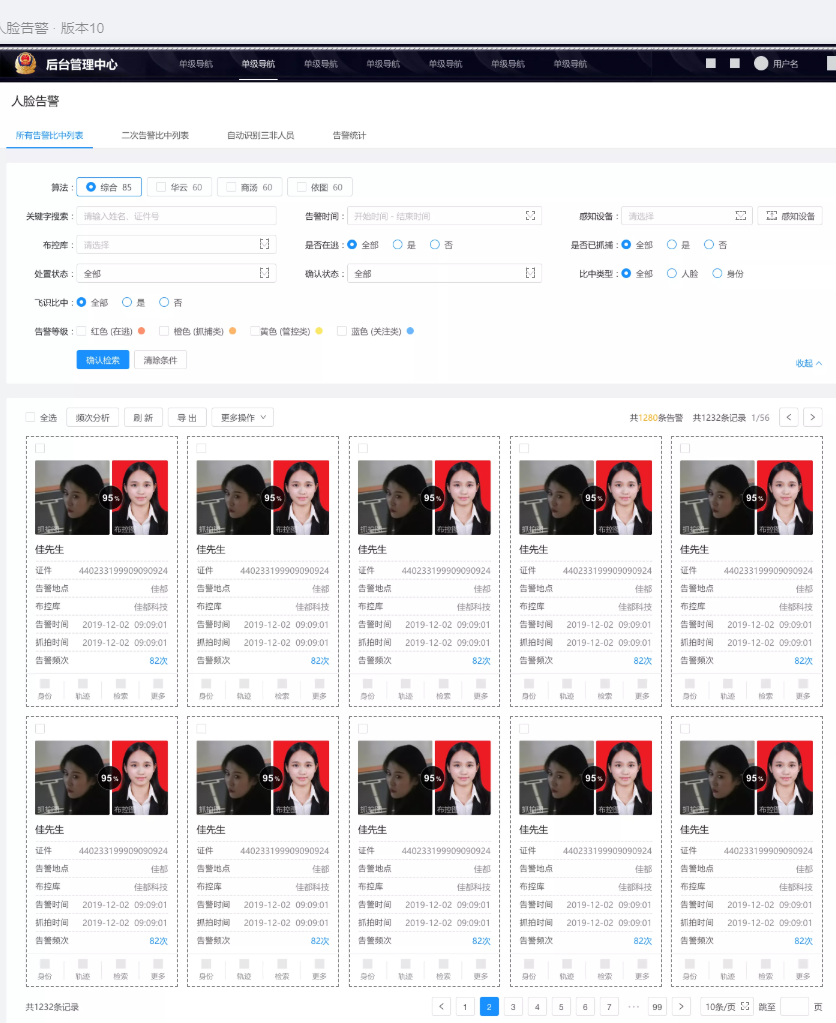 人脸告警 · 版本10
后台管理中心 单级导航 单级导航 单级导航 单级导航 单级导航 单级导航 单级导航 用户名
人脸告警
所有告警比中列表 二次告警比中列表 自动识别三非人员 告警统计
算法： 综合 85 华云 60 商汤 60 依图 60
关键字搜索： 请输入姓名、证件号 告警时间： 开始时间 - 结束时间 感知设备： 请选择 感知设备
布控库： 请选择 是否在逃： 全部 是 否 是否已抓捕： 全部 是 否
处置状态： 全部 确认状态： 全部 比中类型： 全部 人脸 身份
飞识比中： 全部 是 否
告警等级： 红色 (在逃) 橙色 (抓捕类) 黄色 (管控类) 蓝色 (关注类)
确认检索 清除条件 收起
全选 频次分析 刷 新 导 出 更多操作 共1280条告警 共1232条记录 1/56
95% 95% 95% 95% 95%
抓拍图 布控图 抓拍图 布控图 抓拍图 布控图 抓拍图 布控图 抓拍图 布控图
佳先生 佳先生 佳先生 佳先生 佳先生
证件 440233199909090924 证件 440233199909090924 证件 440233199909090924 证件 440233199909090924 证件 440233199909090924
告警地点 佳都 告警地点 佳都 告警地点 佳都 告警地点 佳都 告警地点 佳都
布控库 佳都科技 布控库 佳都科技 布控库 佳都科技 布控库 佳都科技 布控库 佳都科技
告警时间 2019-12-02 09:09:01 告警时间 2019-12-02 09:09:01 告警时间 2019-12-02 09:09:01 告警时间 2019-12-02 09:09:01 告警时间 2019-12-02 09:09:01
抓拍时间 2019-12-02 09:09:01 抓拍时间 2019-12-02 09:09:01 抓拍时间 2019-12-02 09:09:01 抓拍时间 2019-12-02 09:09:01 抓拍时间 2019-12-02 09:09:01
告警频次 82次 告警频次 82次 告警频次 82次 告警频次 82次 告警频次 82次
身份 轨迹 检索 更多 身份 轨迹 检索 更多 身份 轨迹 检索 更多 身份 轨迹 检索 更多 身份 轨迹 检索 更多
95% 95% 95% 95% 95%
抓拍图 布控图 抓拍图 布控图 抓拍图 布控图 抓拍图 布控图 抓拍图 布控图
佳先生 佳先生 佳先生 佳先生 佳先生
证件 440233199909090924 证件 440233199909090924 证件 440233199909090924 证件 440233199909090924 证件 440233199909090924
告警地点 佳都 告警地点 佳都 告警地点 佳都 告警地点 佳都 告警地点 佳都
布控库 佳都科技 布控库 佳都科技 布控库 佳都科技 布控库 佳都科技 布控库 佳都科技
告警时间 2019-12-02 09:09:01 告警时间 2019-12-02 09:09:01 告警时间 2019-12-02 09:09:01 告警时间 2019-12-02 09:09:01 告警时间 2019-12-02 09:09:01
抓拍时间 2019-12-02 09:09:01 抓拍时间 2019-12-02 09:09:01 抓拍时间 2019-12-02 09:09:01 抓拍时间 2019-12-02 09:09:01 抓拍时间 2019-12-02 09:09:01
告警频次 82次 告警频次 82次 告警频次 82次 告警频次 82次 告警频次 82次
身份 轨迹 检索 更多 身份 轨迹 检索 更多 身份 轨迹 检索 更多 身份 轨迹 检索 更多 身份 轨迹 检索 更多
共1232条记录 < 1 2 3 4 5 6 7 ··· 99 > 10条/页 跳至 页